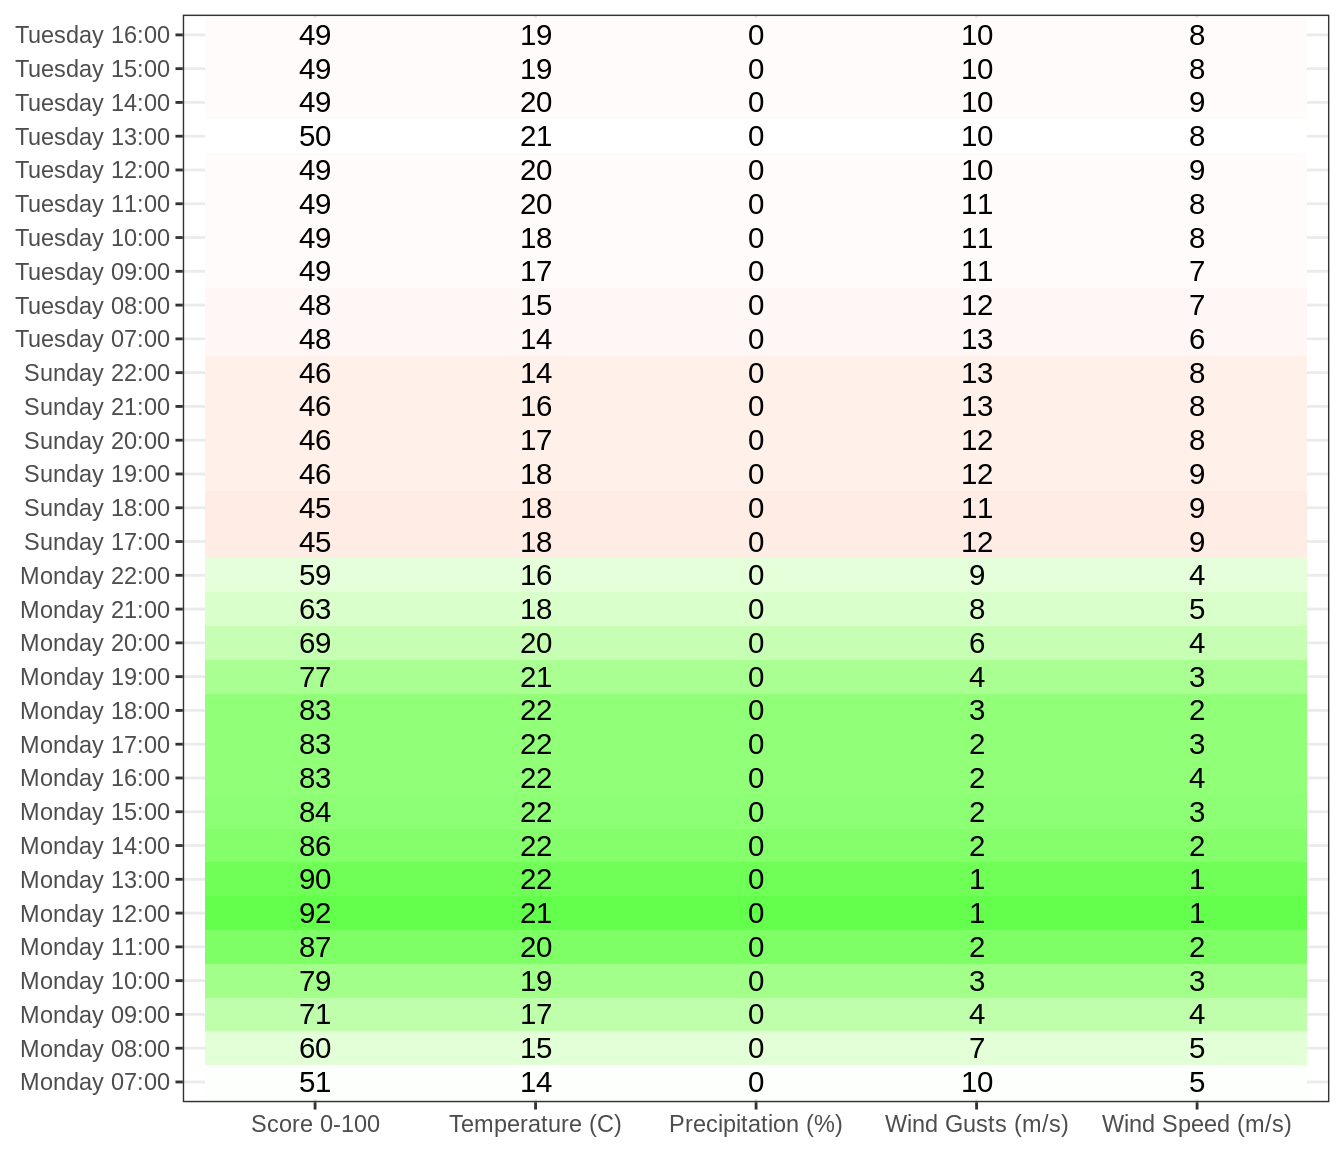 Tuesday 16:00 49 19 0 10 8
Tuesday 15:00 49 19 0 10 8
Tuesday 14:00 49 20 0 10 9
Tuesday 13:00 50 21 0 10 8
Tuesday 12:00 49 20 0 10 9
Tuesday 11:00 49 20 0 11 8
Tuesday 10:00 49 18 0 11 8
Tuesday 09:00 49 17 0 11 7
Tuesday 08:00 48 15 0 12 7
Tuesday 07:00 48 14 0 13 6
Sunday 22:00 46 14 0 13 8
Sunday 21:00 46 16 0 13 8
Sunday 20:00 46 17 0 12 8
Sunday 19:00 46 18 0 12 9
Sunday 18:00 45 18 0 11 9
Sunday 17:00 45 18 0 12 9
Monday 22:00 59 16 0 9 4
Monday 21:00 63 18 0 8 5
Monday 20:00 69 20 0 6 4
Monday 19:00 77 21 0 4 3
Monday 18:00 83 22 0 3 2
Monday 17:00 83 22 0 2 3
Monday 16:00 83 22 0 2 4
Monday 15:00 84 22 0 2 3
Monday 14:00 86 22 0 2 2
Monday 13:00 90 22 0 1 1
Monday 12:00 92 21 0 1 1
Monday 11:00 87 20 0 2 2
Monday 10:00 79 19 0 3 3
Monday 09:00 71 17 0 4 4
Monday 08:00 60 15 0 7 5
Monday 07:00 51 14 0 10 5
Score 0-100 Temperature (C) Precipitation (%) Wind Gusts (m/s) Wind Speed (m/s)